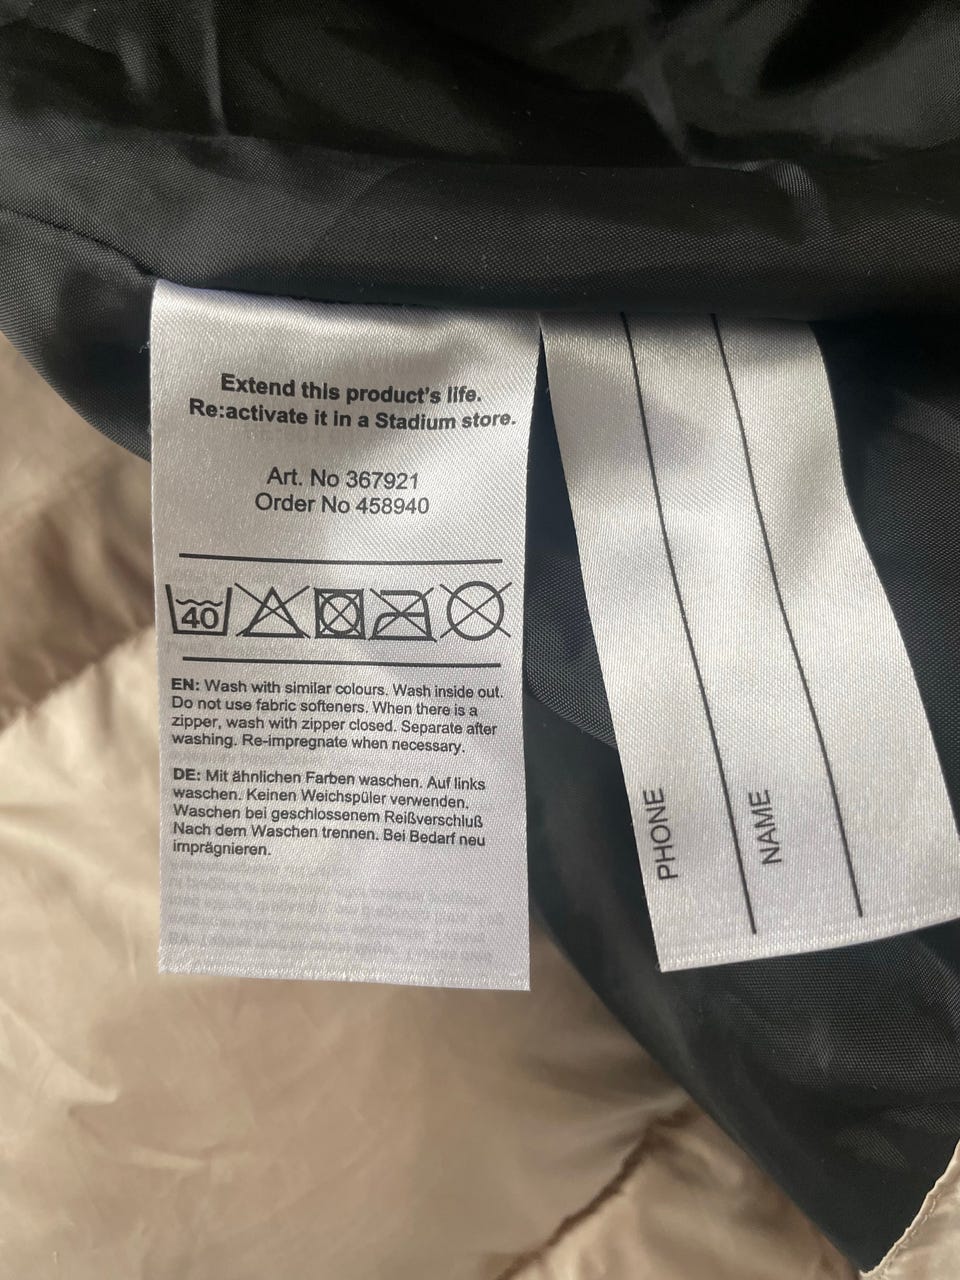 Extend this product's life.
Re:activate it in a Stadium store.
Art. No 367921
Order No 458940
40
EN: Wash with similar colours. Wash inside out.
Do not use fabric softeners. When there is a
zipper, wash with zipper closed. Separate after
washing. Re-impregnate when necessary.
DE: Mit ähnlichen Farben waschen. Auf links
waschen. Keinen Weichspüler verwenden.
Waschen bei geschlossenem Reißverschluß
Nach dem Waschen trennen. Bei Bedarf neu
imprägnieren.
PHONE
NAME